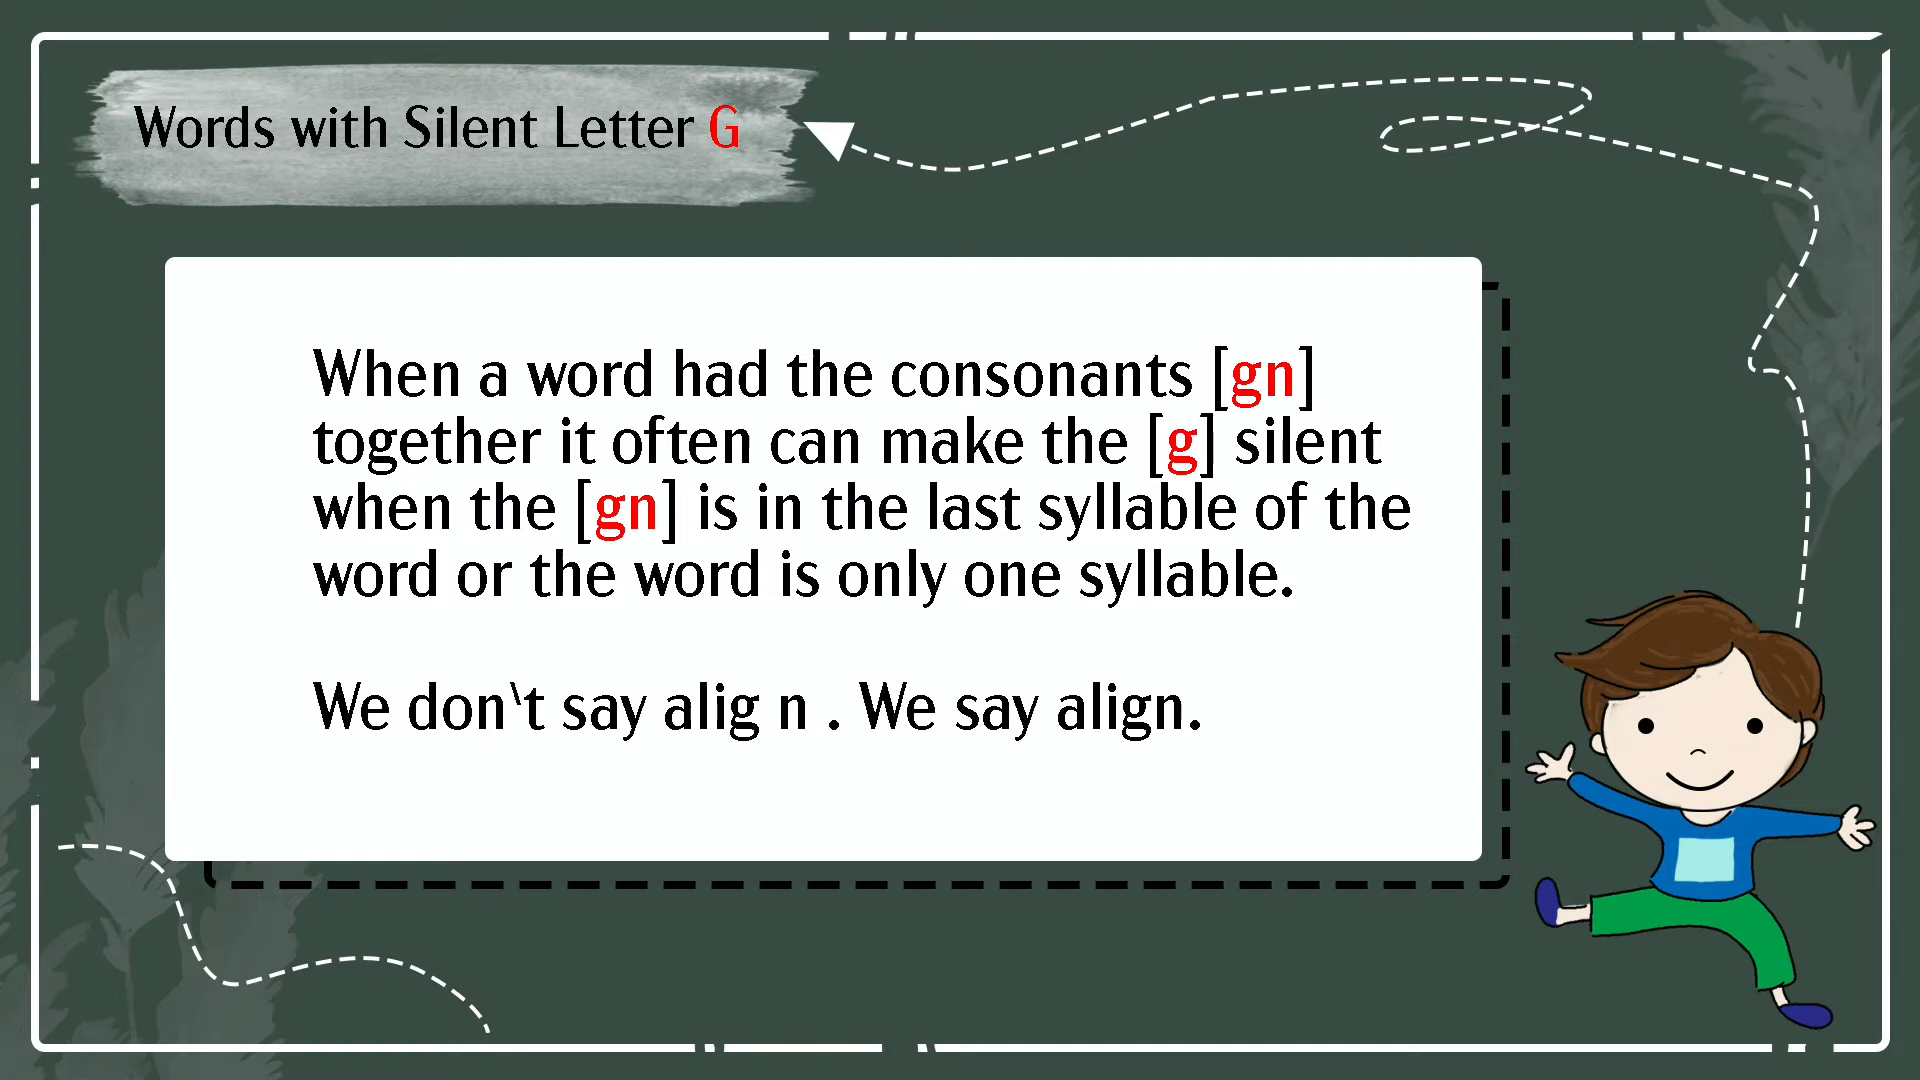 Words with Silent Letter G
When a word had the consonants [gn]
together it often can make the [g] silent
when the [gn] is in the last syllable of the
word or the word is only one syllable.
We don't say alig n . We say align.